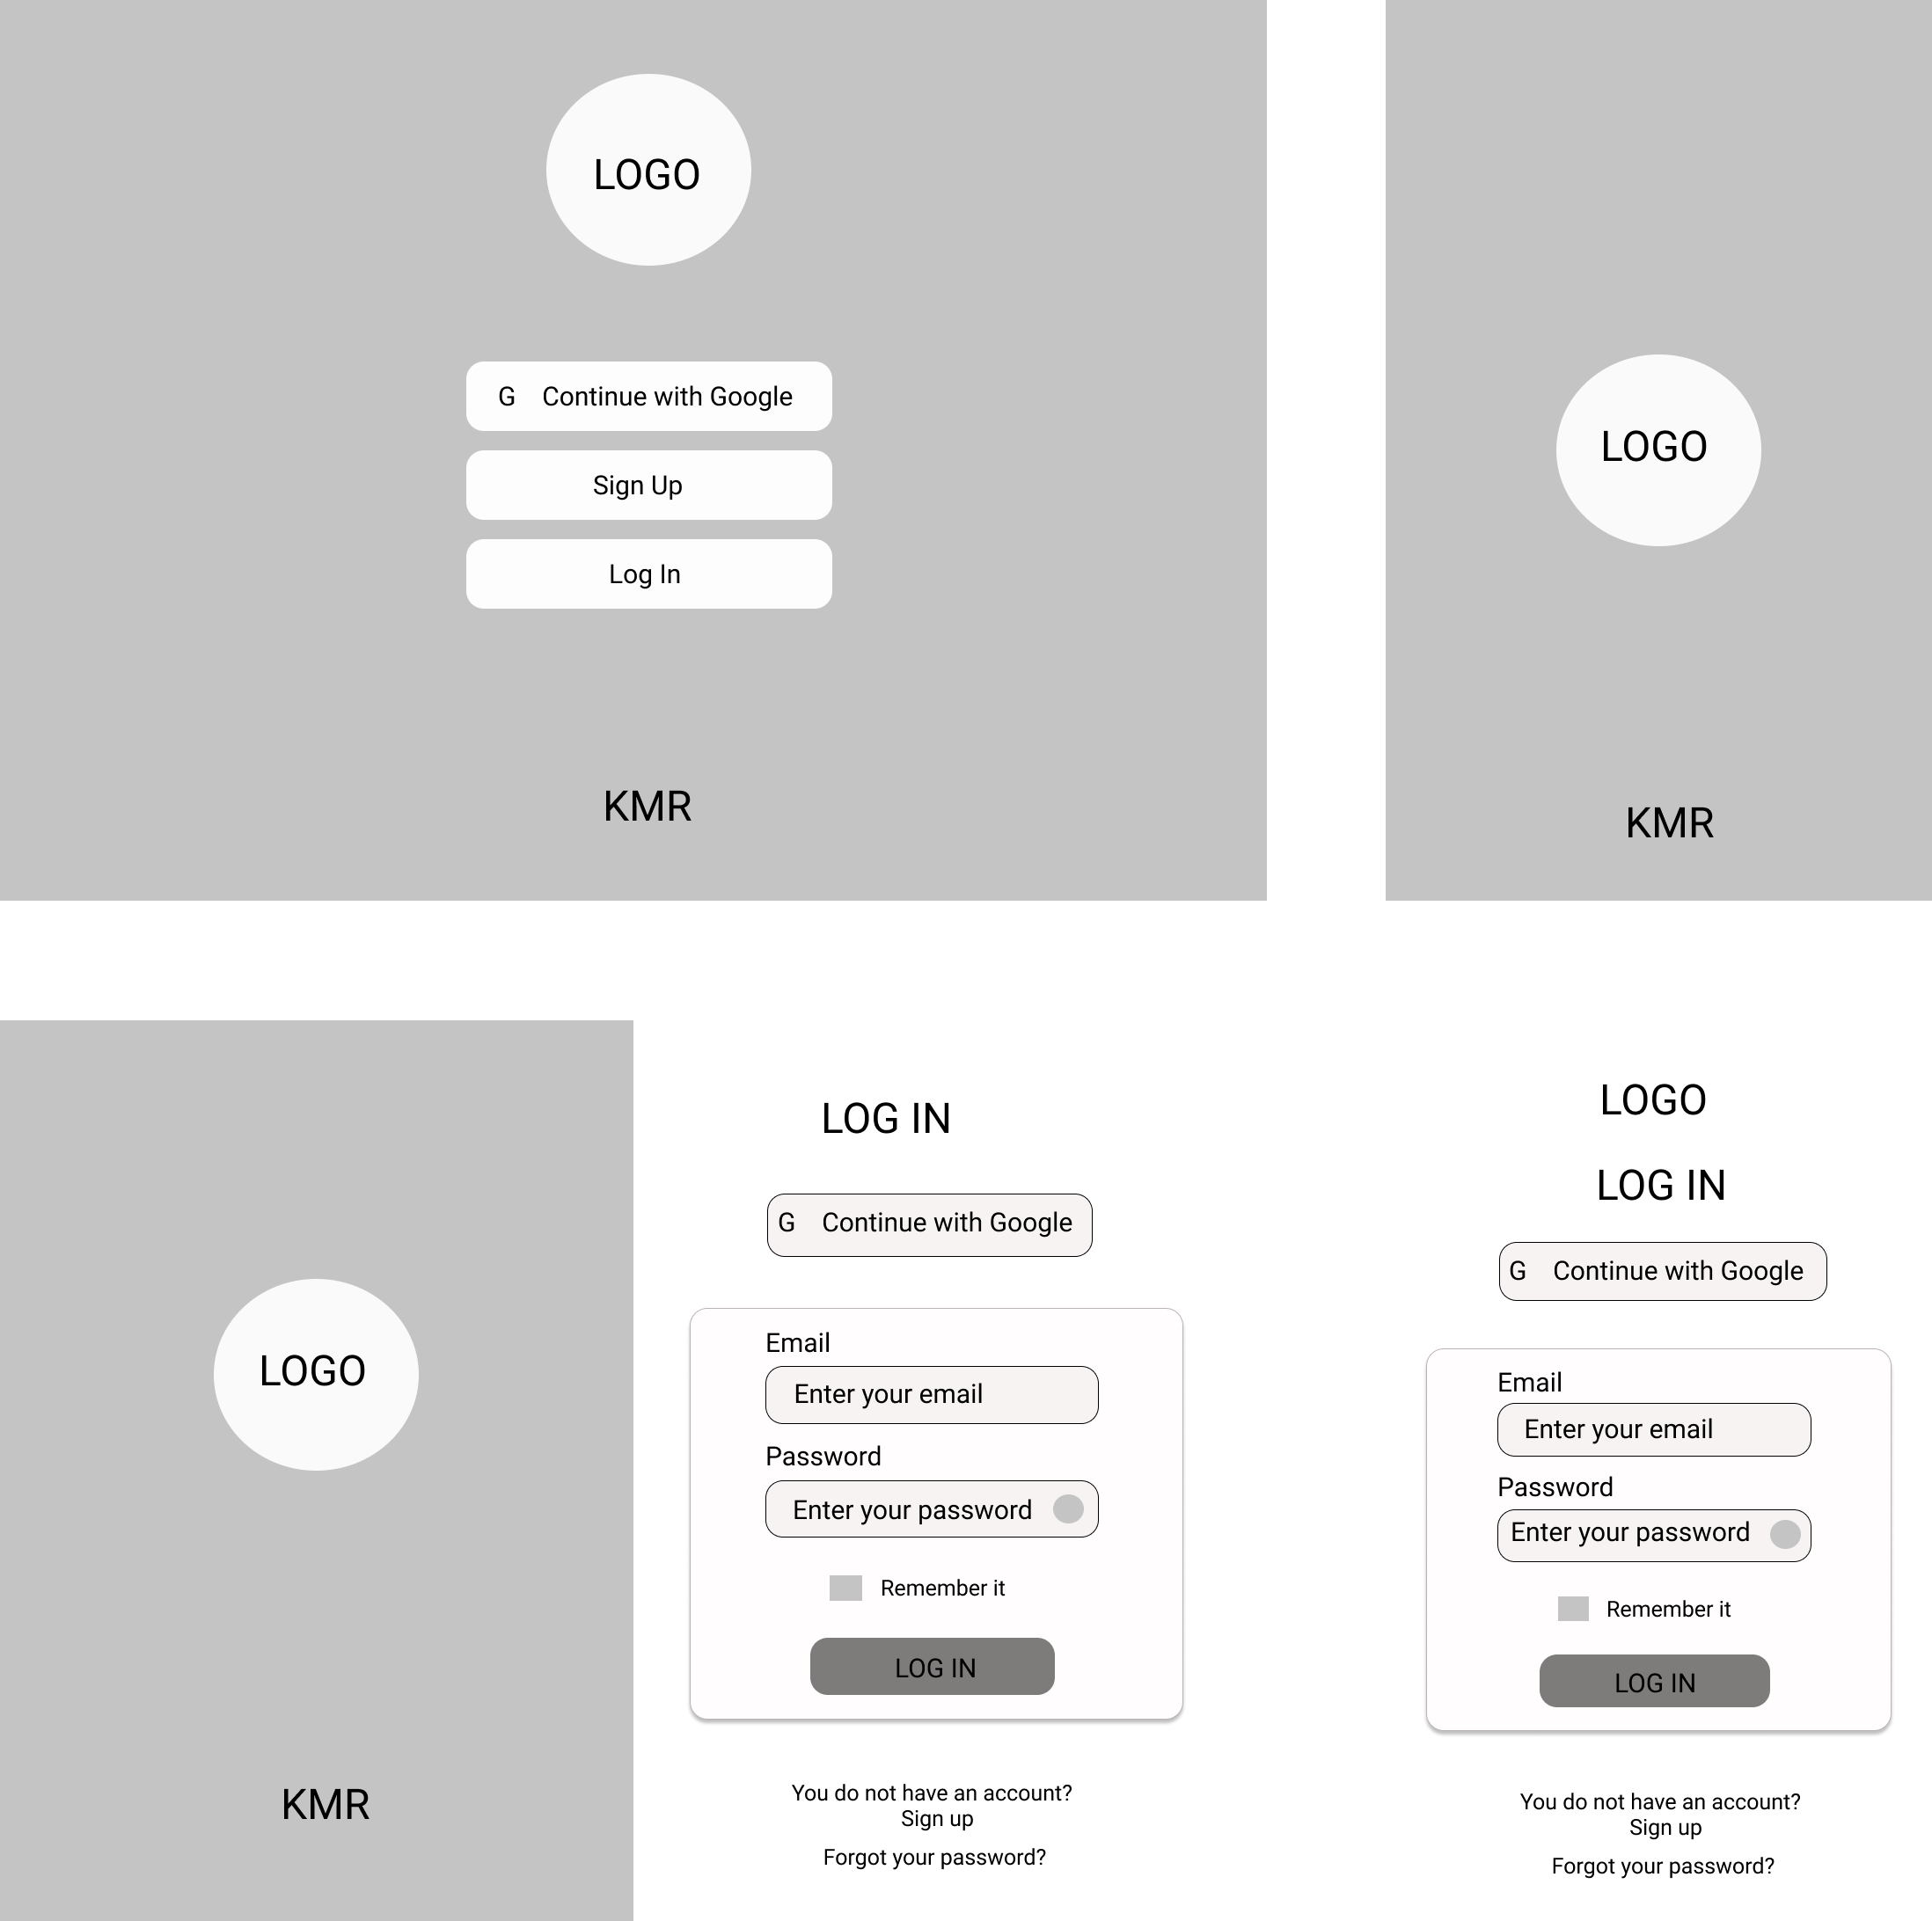 LOGO
G Continue with Google
Sign Up
Log In
KMR
LOGO
KMR
LOGO
KMR
LOG IN
G Continue with Google
Email
Enter your email
Password
Enter your password
Remember it
LOG IN
You do not have an account?
Sign up
Forgot your password?
LOGO
LOG IN
G Continue with Google
Email
Enter your email
Password
Enter your password
Remember it
LOG IN
You do not have an account?
Sign up
Forgot your password?